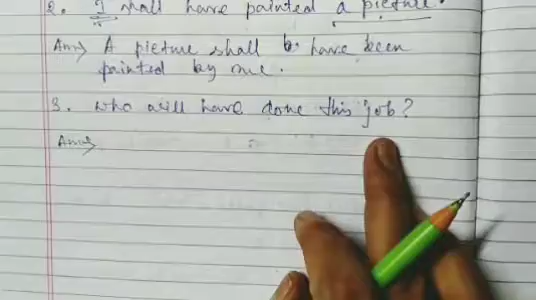 2. I shall have painted a picture.
Ans) A picture shall have been
painted by me.
3. who will have done this job?
Ans)